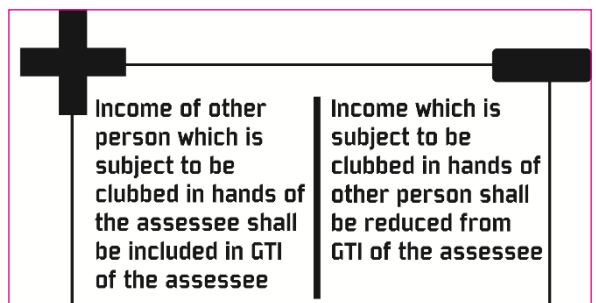 Income of other
person which is
subject to be
clubbed in hands of
the assessee shall
be included in GTI
of the assessee
Income which is
subject to be
clubbed in hands of
other person shall
be reduced from
GTI of the assessee